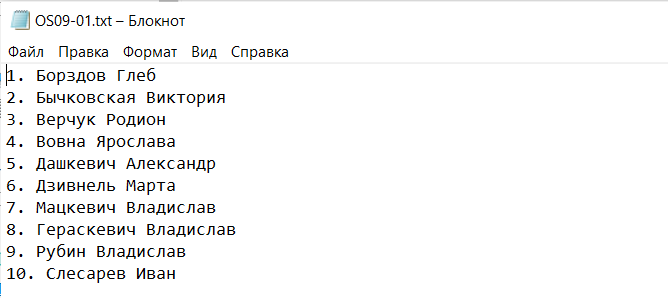 OS09-01.txt – Блокнот
Файл Правка Формат Вид Справка
1. Борздов Глеб
2. Бычковская Виктория
3. Верчук Родион
4. Вовна Ярослава
5. Дашкевич Александр
6. Дзивнель Марта
7. Мацкевич Владислав
8. Гераскевич Владислав
9. Рубин Владислав
10. Слесарев Иван